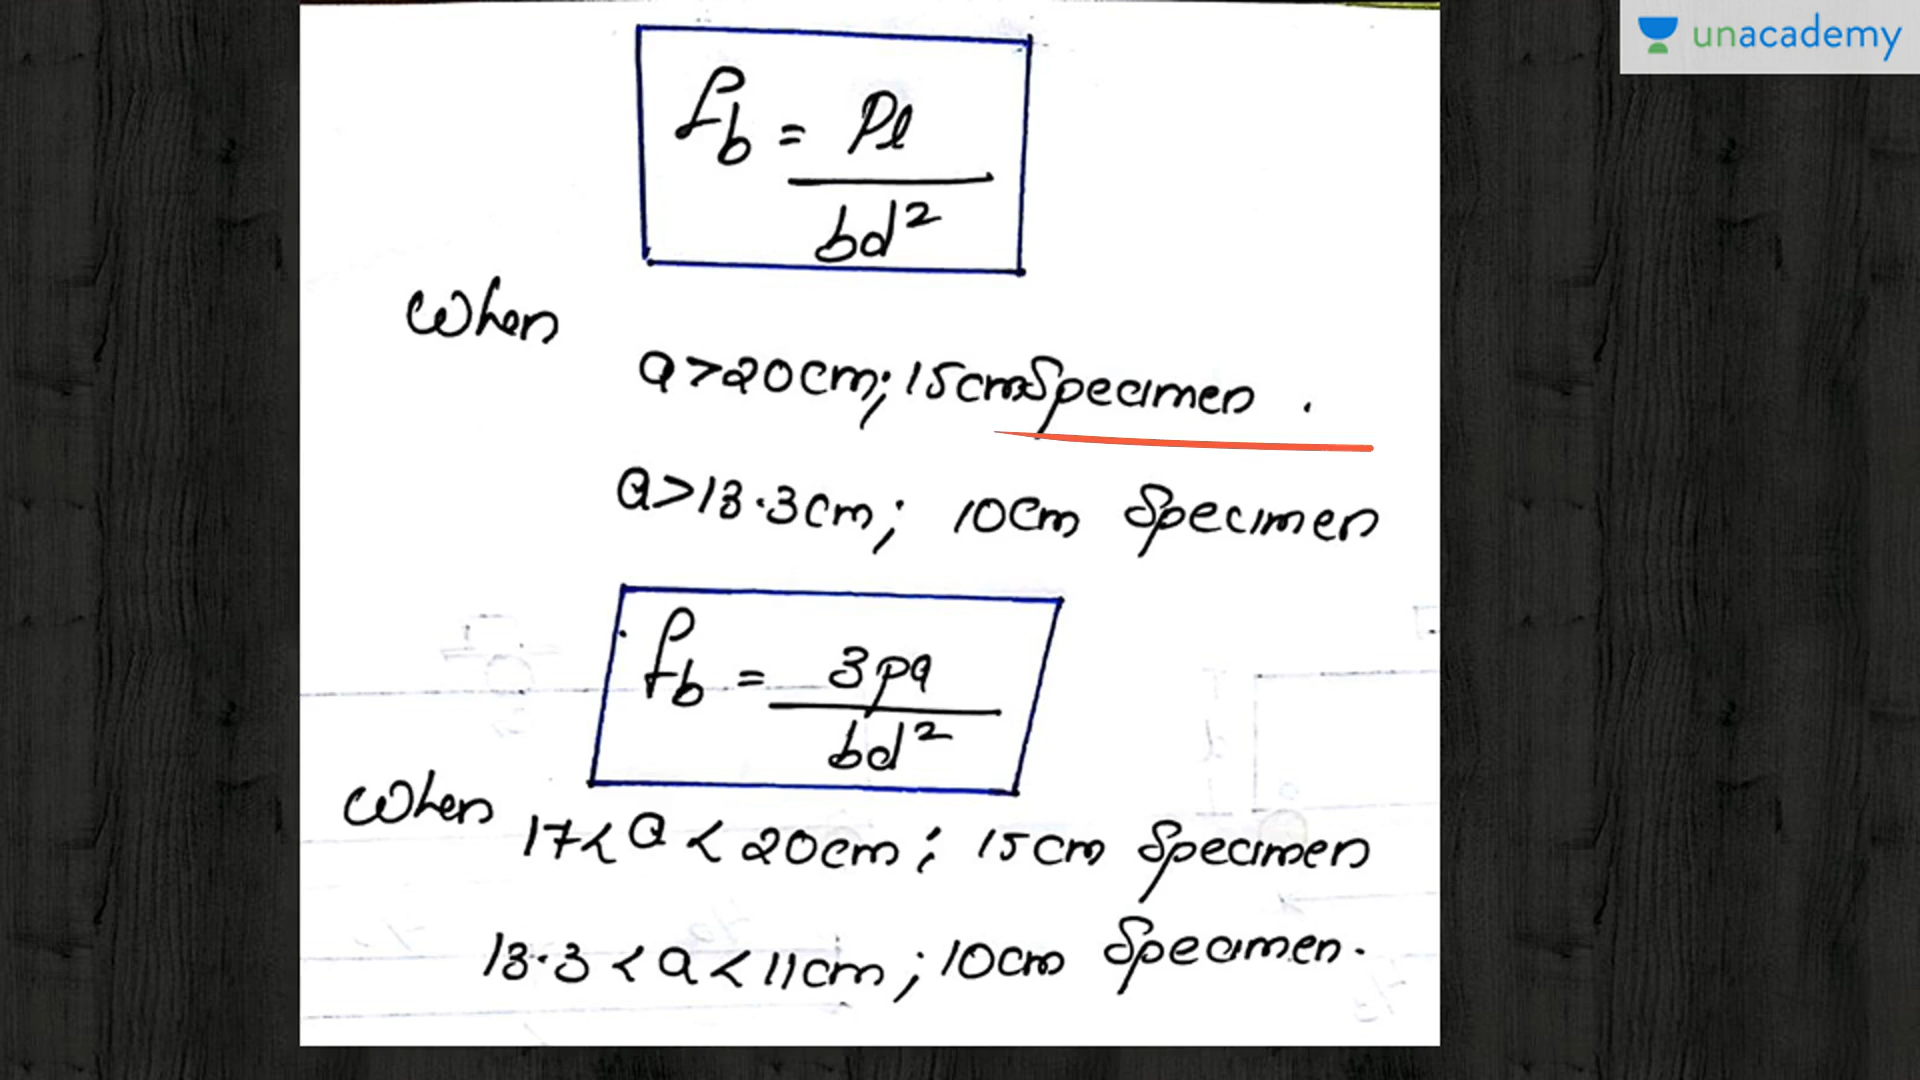 unacademy
fb = Pl
bd²
When
a>20cm; 15cm Specimen .
a>13.3cm; 10cm Specimen
fb = 3pa
bd²
When
17< a < 20cm ; 15cm Specimen
13.3 < a < 11cm ; 10cm Specimen.